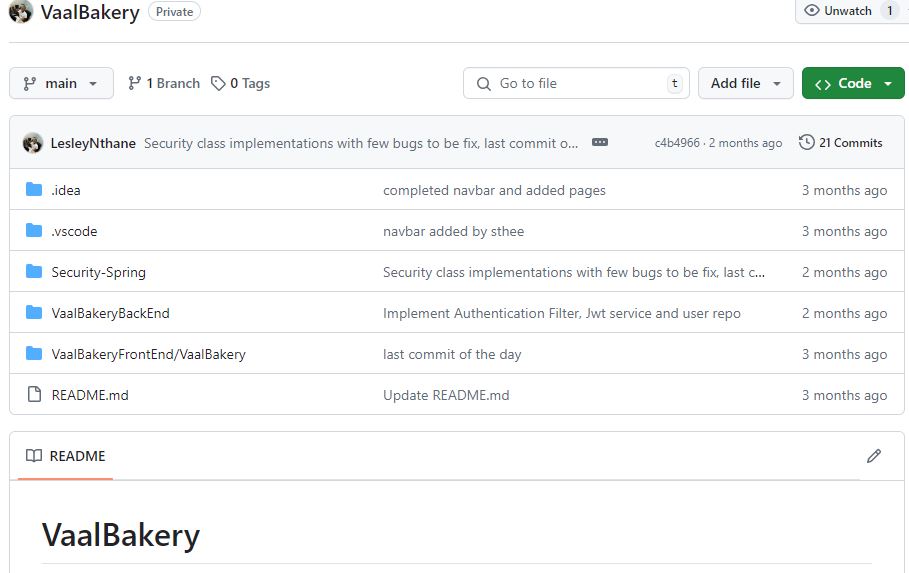 VaalBakery Private Unwatch 1
main 1 Branch 0 Tags Go to file t Add file Code
LesleyNthane Security class implementations with few bugs to be fix, last commit o... c4b4966 · 2 months ago 21 Commits
.idea completed navbar and added pages 3 months ago
.vscode navbar added by sthee 3 months ago
Security-Spring Security class implementations with few bugs to be fix, last c... 2 months ago
VaalBakeryBackEnd Implement Authentication Filter, Jwt service and user repo 2 months ago
VaalBakeryFrontEnd/VaalBakery last commit of the day 3 months ago
README.md Update README.md 3 months ago
README
VaalBakery